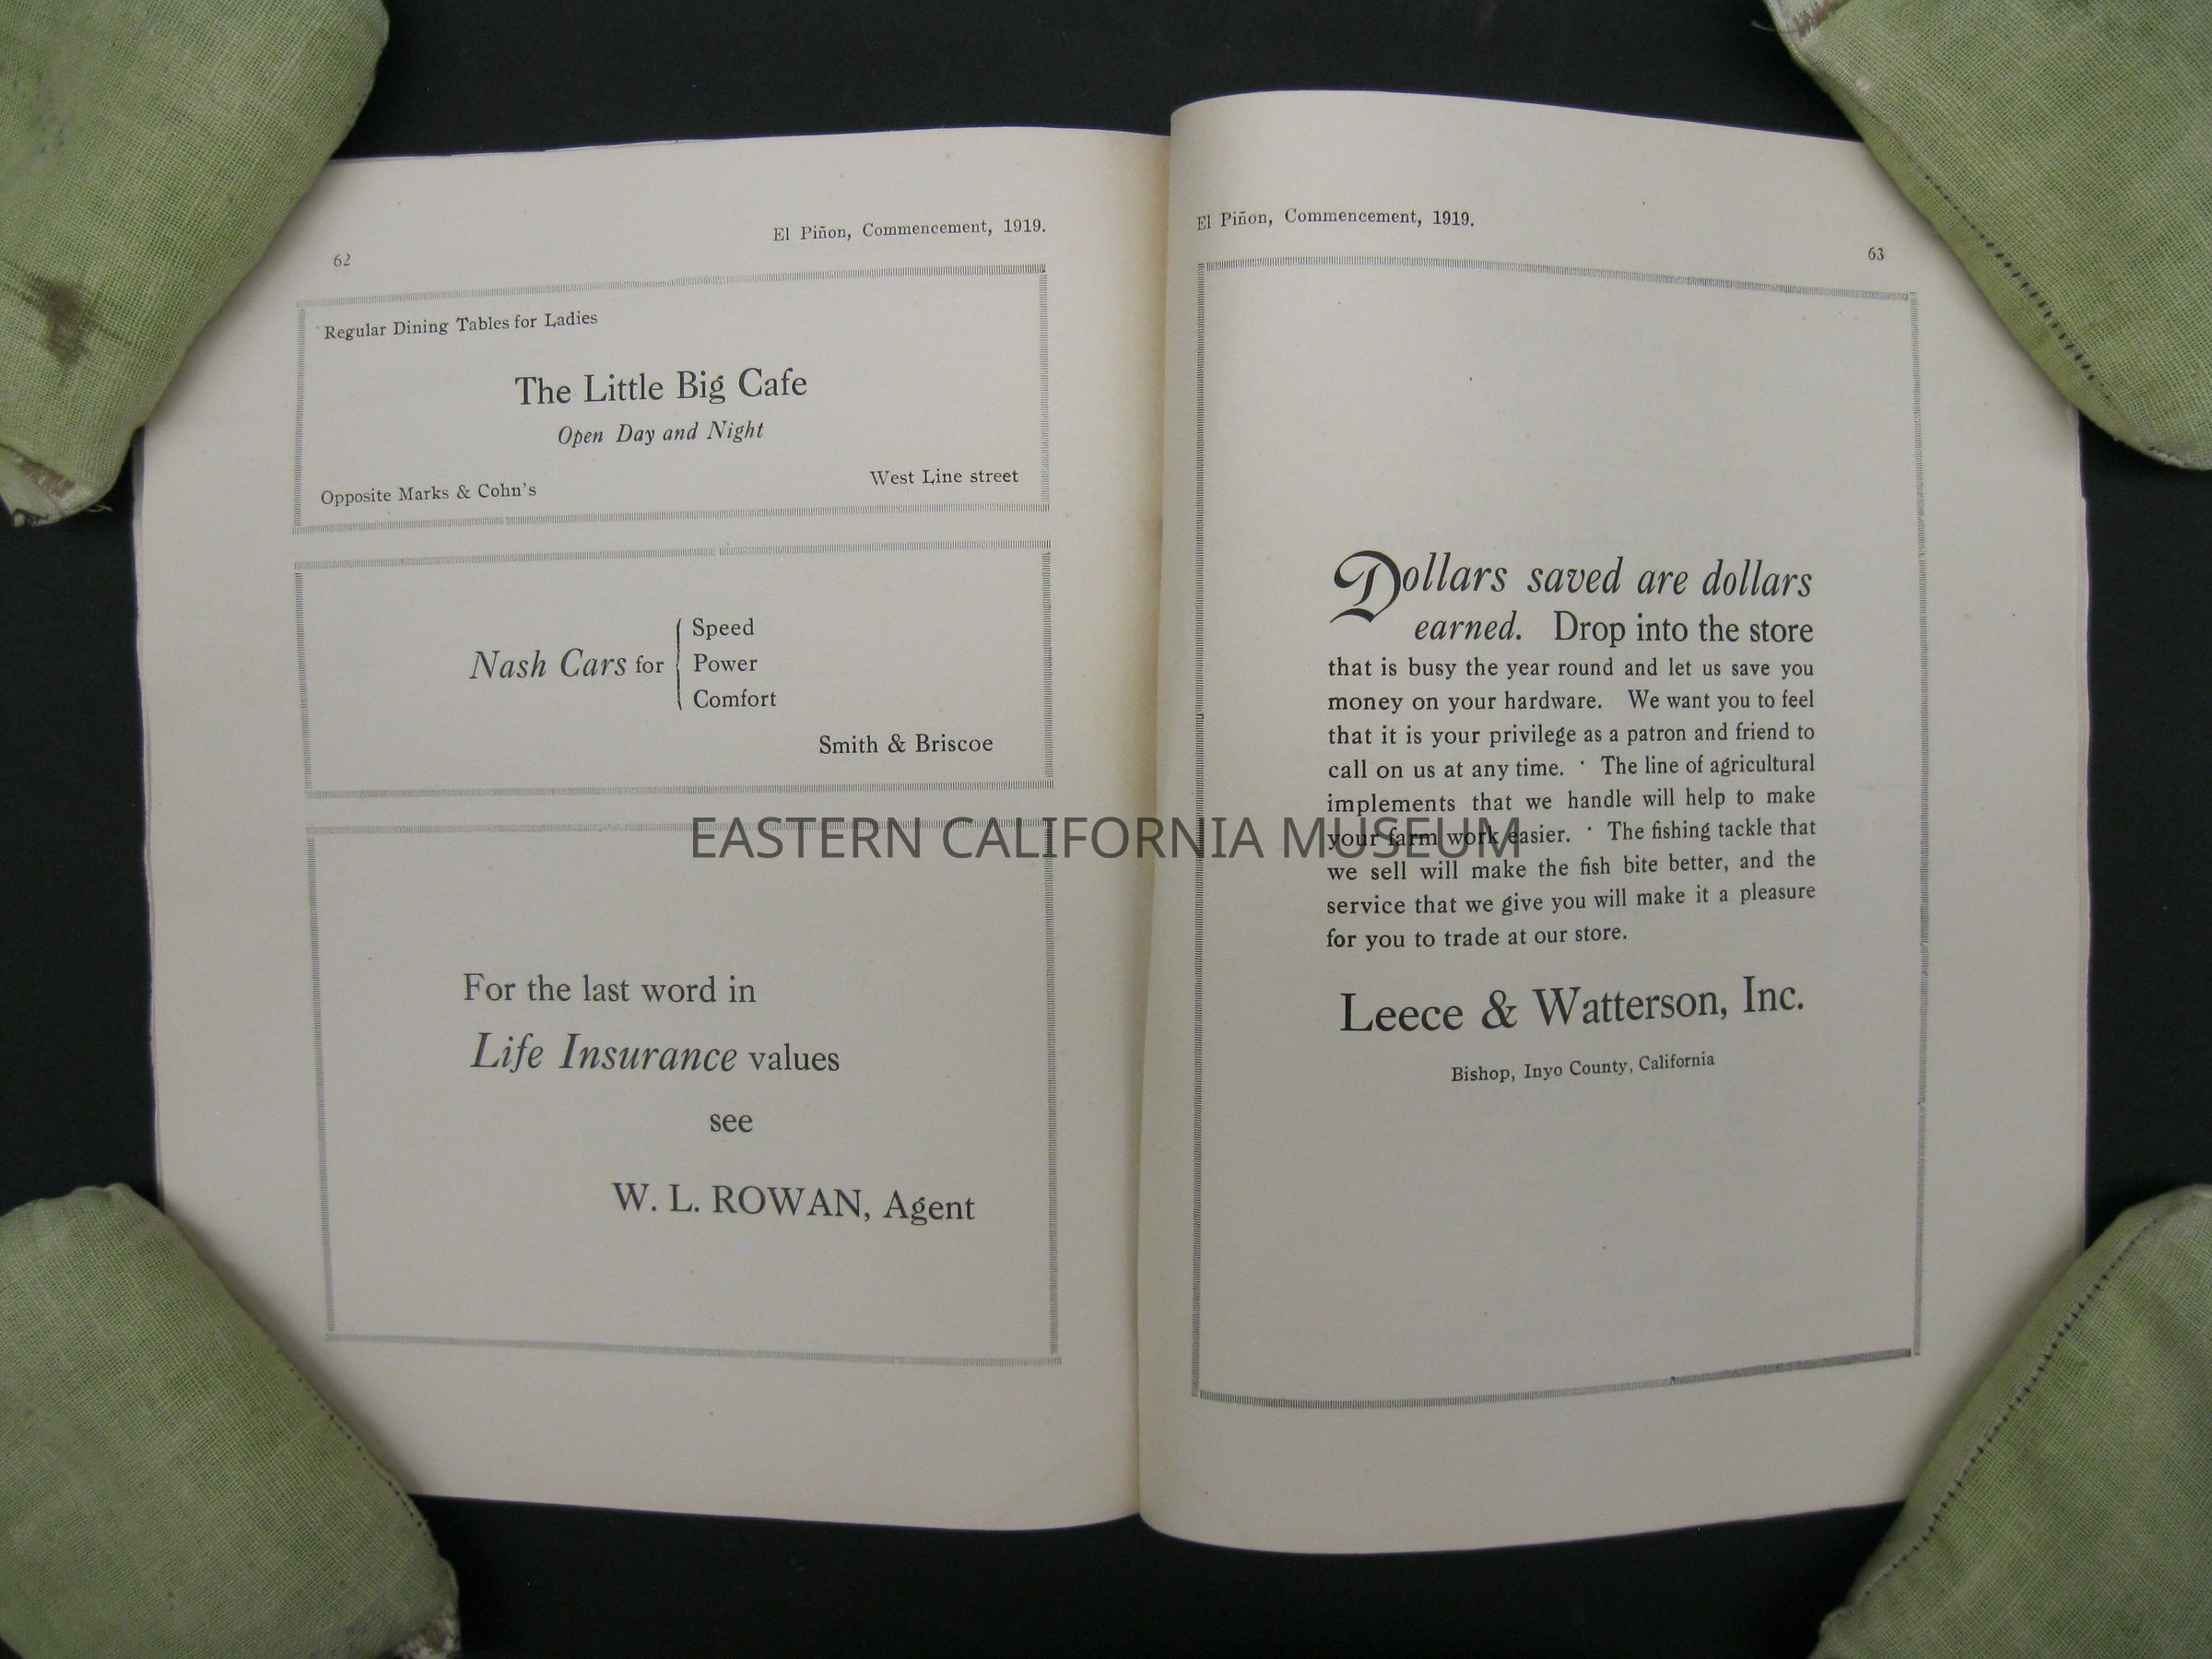 El Piñon, Commencement, 1919.
62
Regular Dining Tables for Ladies
The Little Big Cafe
Open Day and Night
Opposite Marks & Cohn's
West Line street
Nash Cars for
Speed
Power
Comfort
Smith & Briscoe
For the last word in
Life Insurance values
see
W. L. ROWAN, Agent
El Piñon, Commencement, 1919.
63
Dollars saved are dollars
earned. Drop into the store
that is busy the year round and let us save you
money on your hardware. We want you to feel
that it is your privilege as a patron and friend to
call on us at any time. The line of agricultural
implements that we handle will help to make
your farm work easier. The fishing tackle that
we sell will make the fish bite better, and the
service that we give you will make it a pleasure
for you to trade at our store.
Leece & Watterson, Inc.
Bishop, Inyo County, California
EASTERN CALIFORNIA MUSEUM